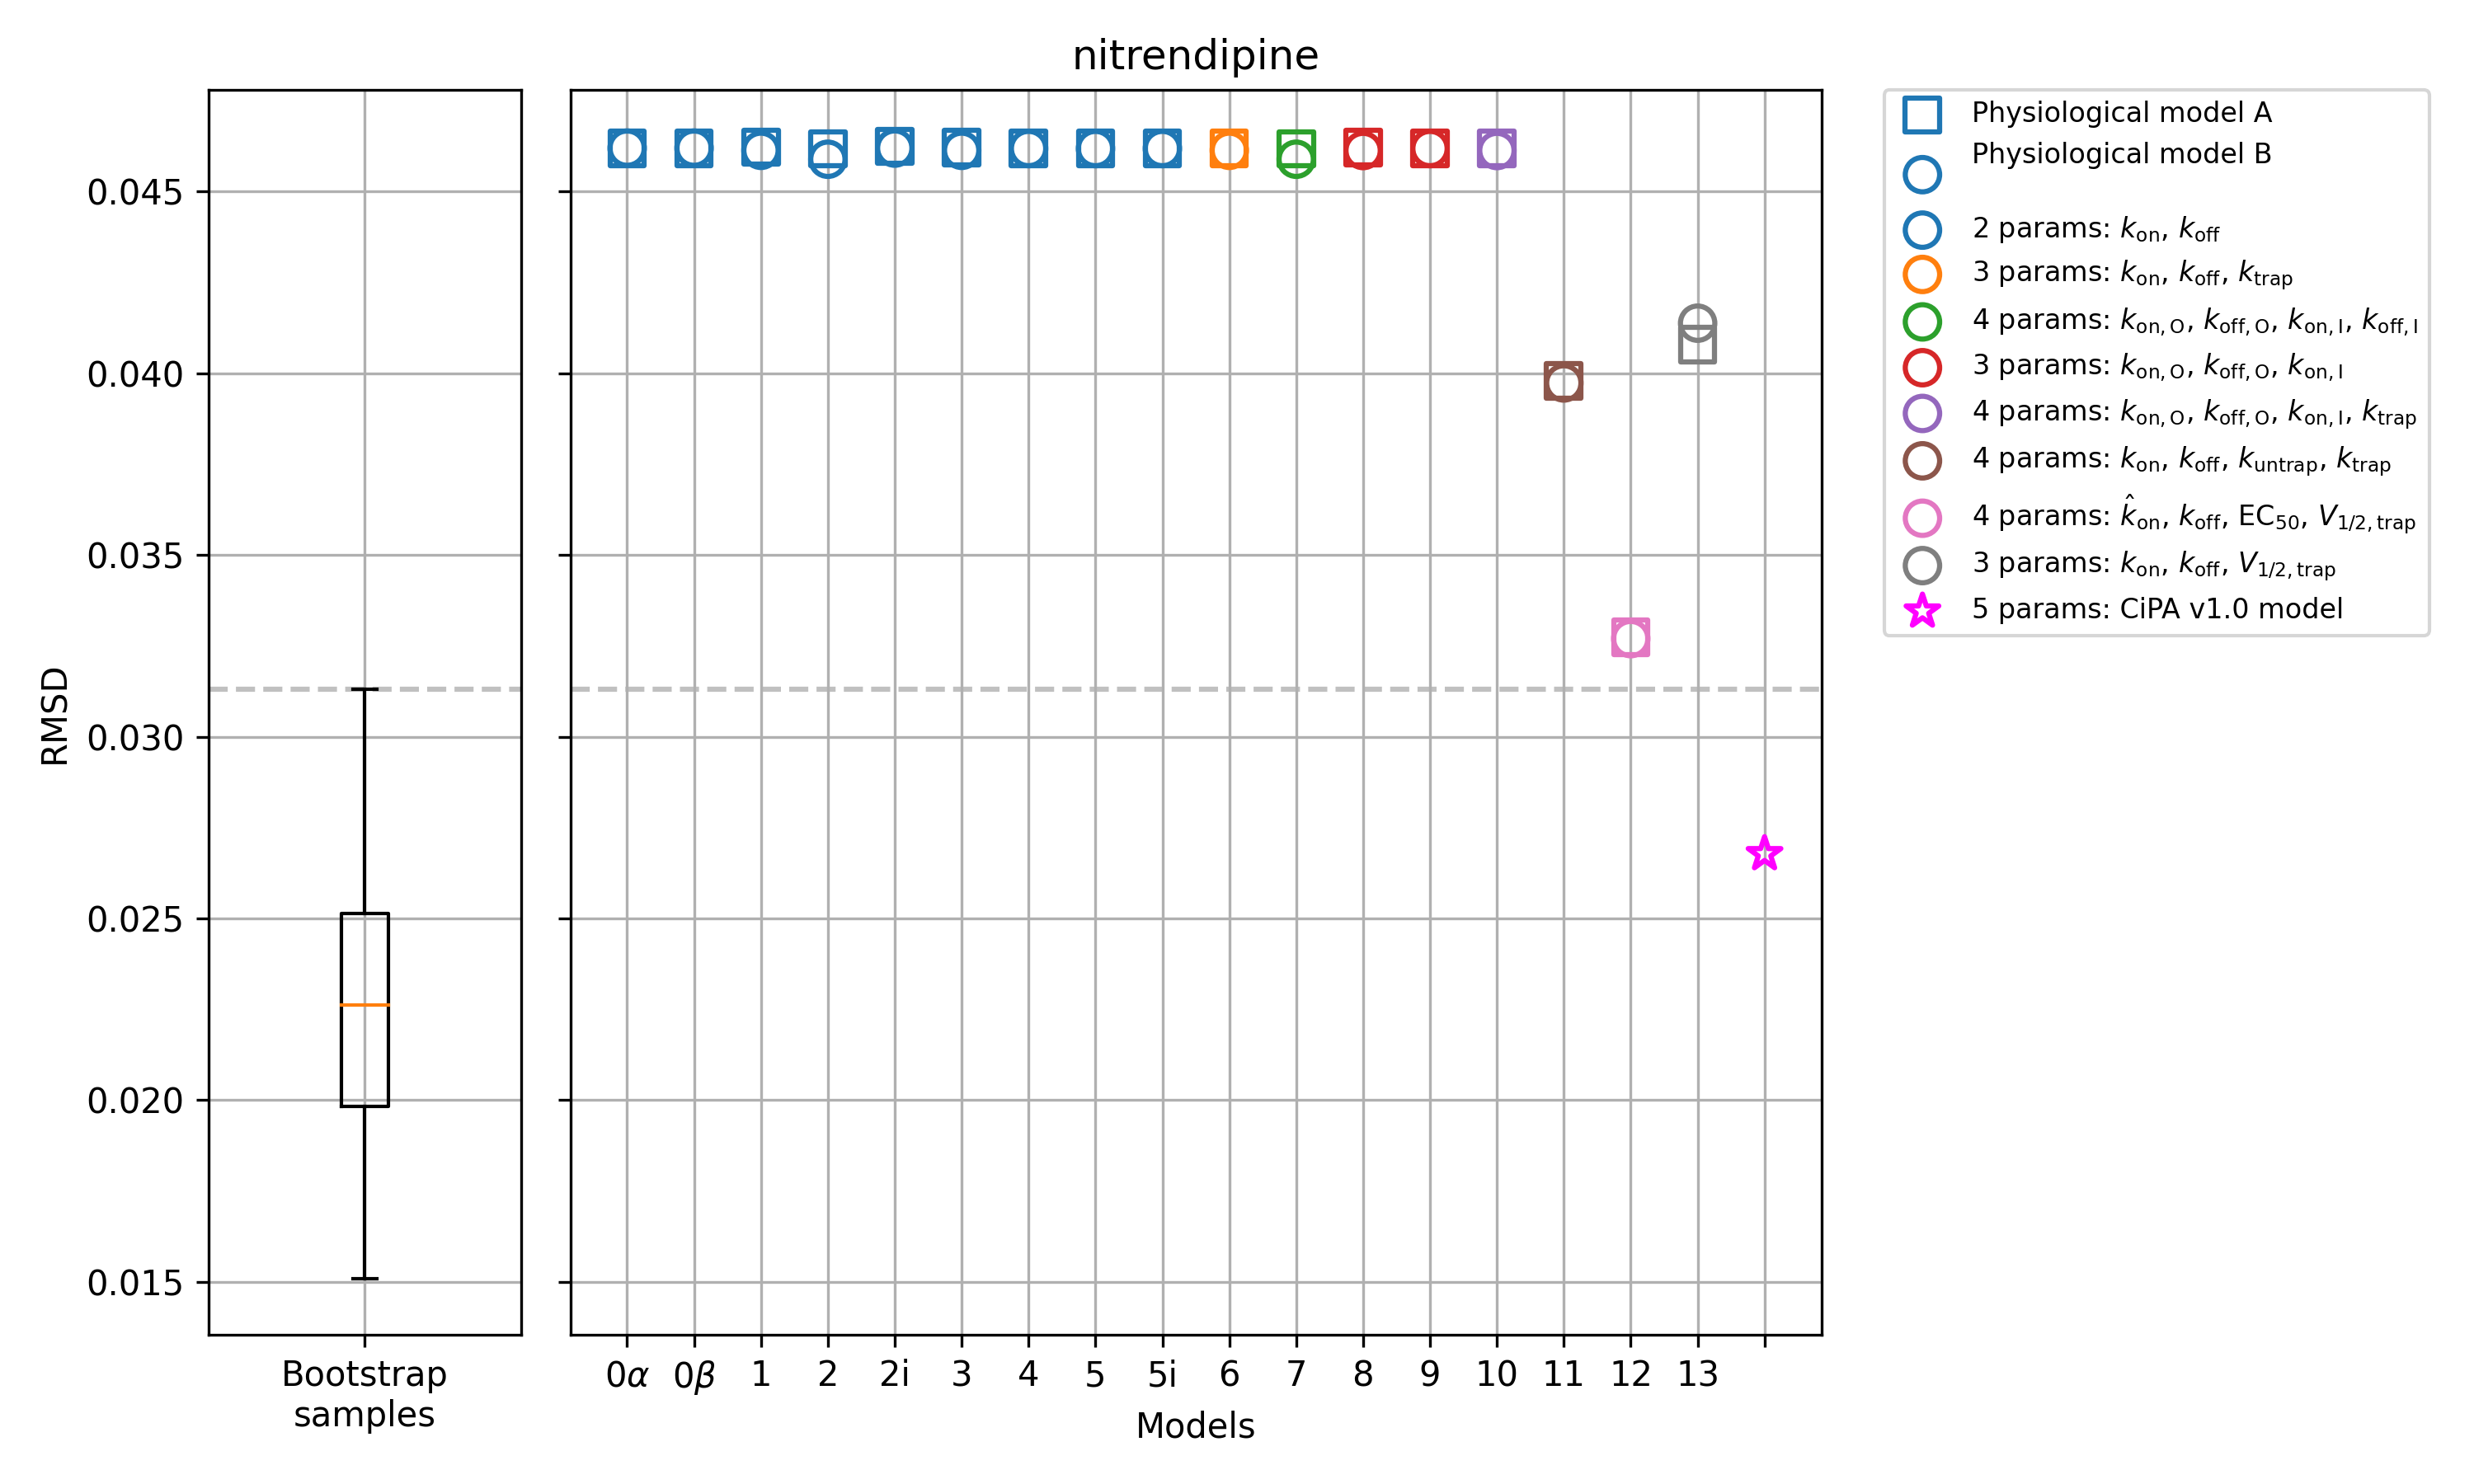 nitrendipine
RMSD
0.045
0.040
0.035
0.030
0.025
0.020
0.015
Bootstrap
samples
0α 0β 1 2 2i 3 4 5 5i 6 7 8 9 10 11 12 13
Models
Physiological model A
Physiological model B
2 params: k_on, k_off
3 params: k_on, k_off, k_trap
4 params: k_on,O, k_off,O, k_on,I, k_off,I
3 params: k_on,O, k_off,O, k_on,I
4 params: k_on,O, k_off,O, k_on,I, k_trap
4 params: k_on, k_off, k_untrap, k_trap
4 params: k̂_on, k_off, EC_50, V_1/2,trap
3 params: k_on, k_off, V_1/2,trap
5 params: CiPA v1.0 model